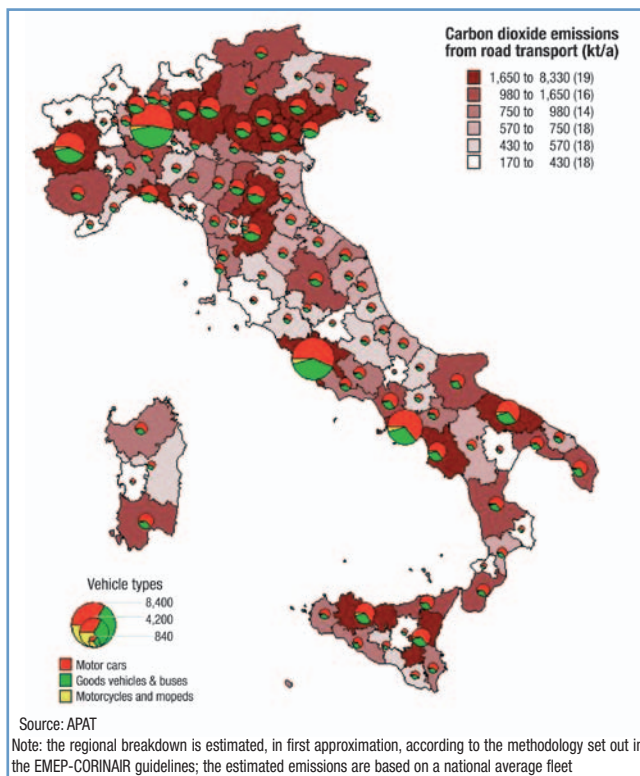 Carbon dioxide emissions
from road transport (kt/a)
1,650 to 8,330 (19)
980 to 1,650 (16)
750 to 980 (14)
570 to 750 (18)
430 to 570 (18)
170 to 430 (18)
Vehicle types
8,400
4,200
840
Motor cars
Goods vehicles & buses
Motorcycles and mopeds
Source: APAT
Note: the regional breakdown is estimated, in first approximation, according to the methodology set out in
the EMEP-CORINAIR guidelines; the estimated emissions are based on a national average fleet